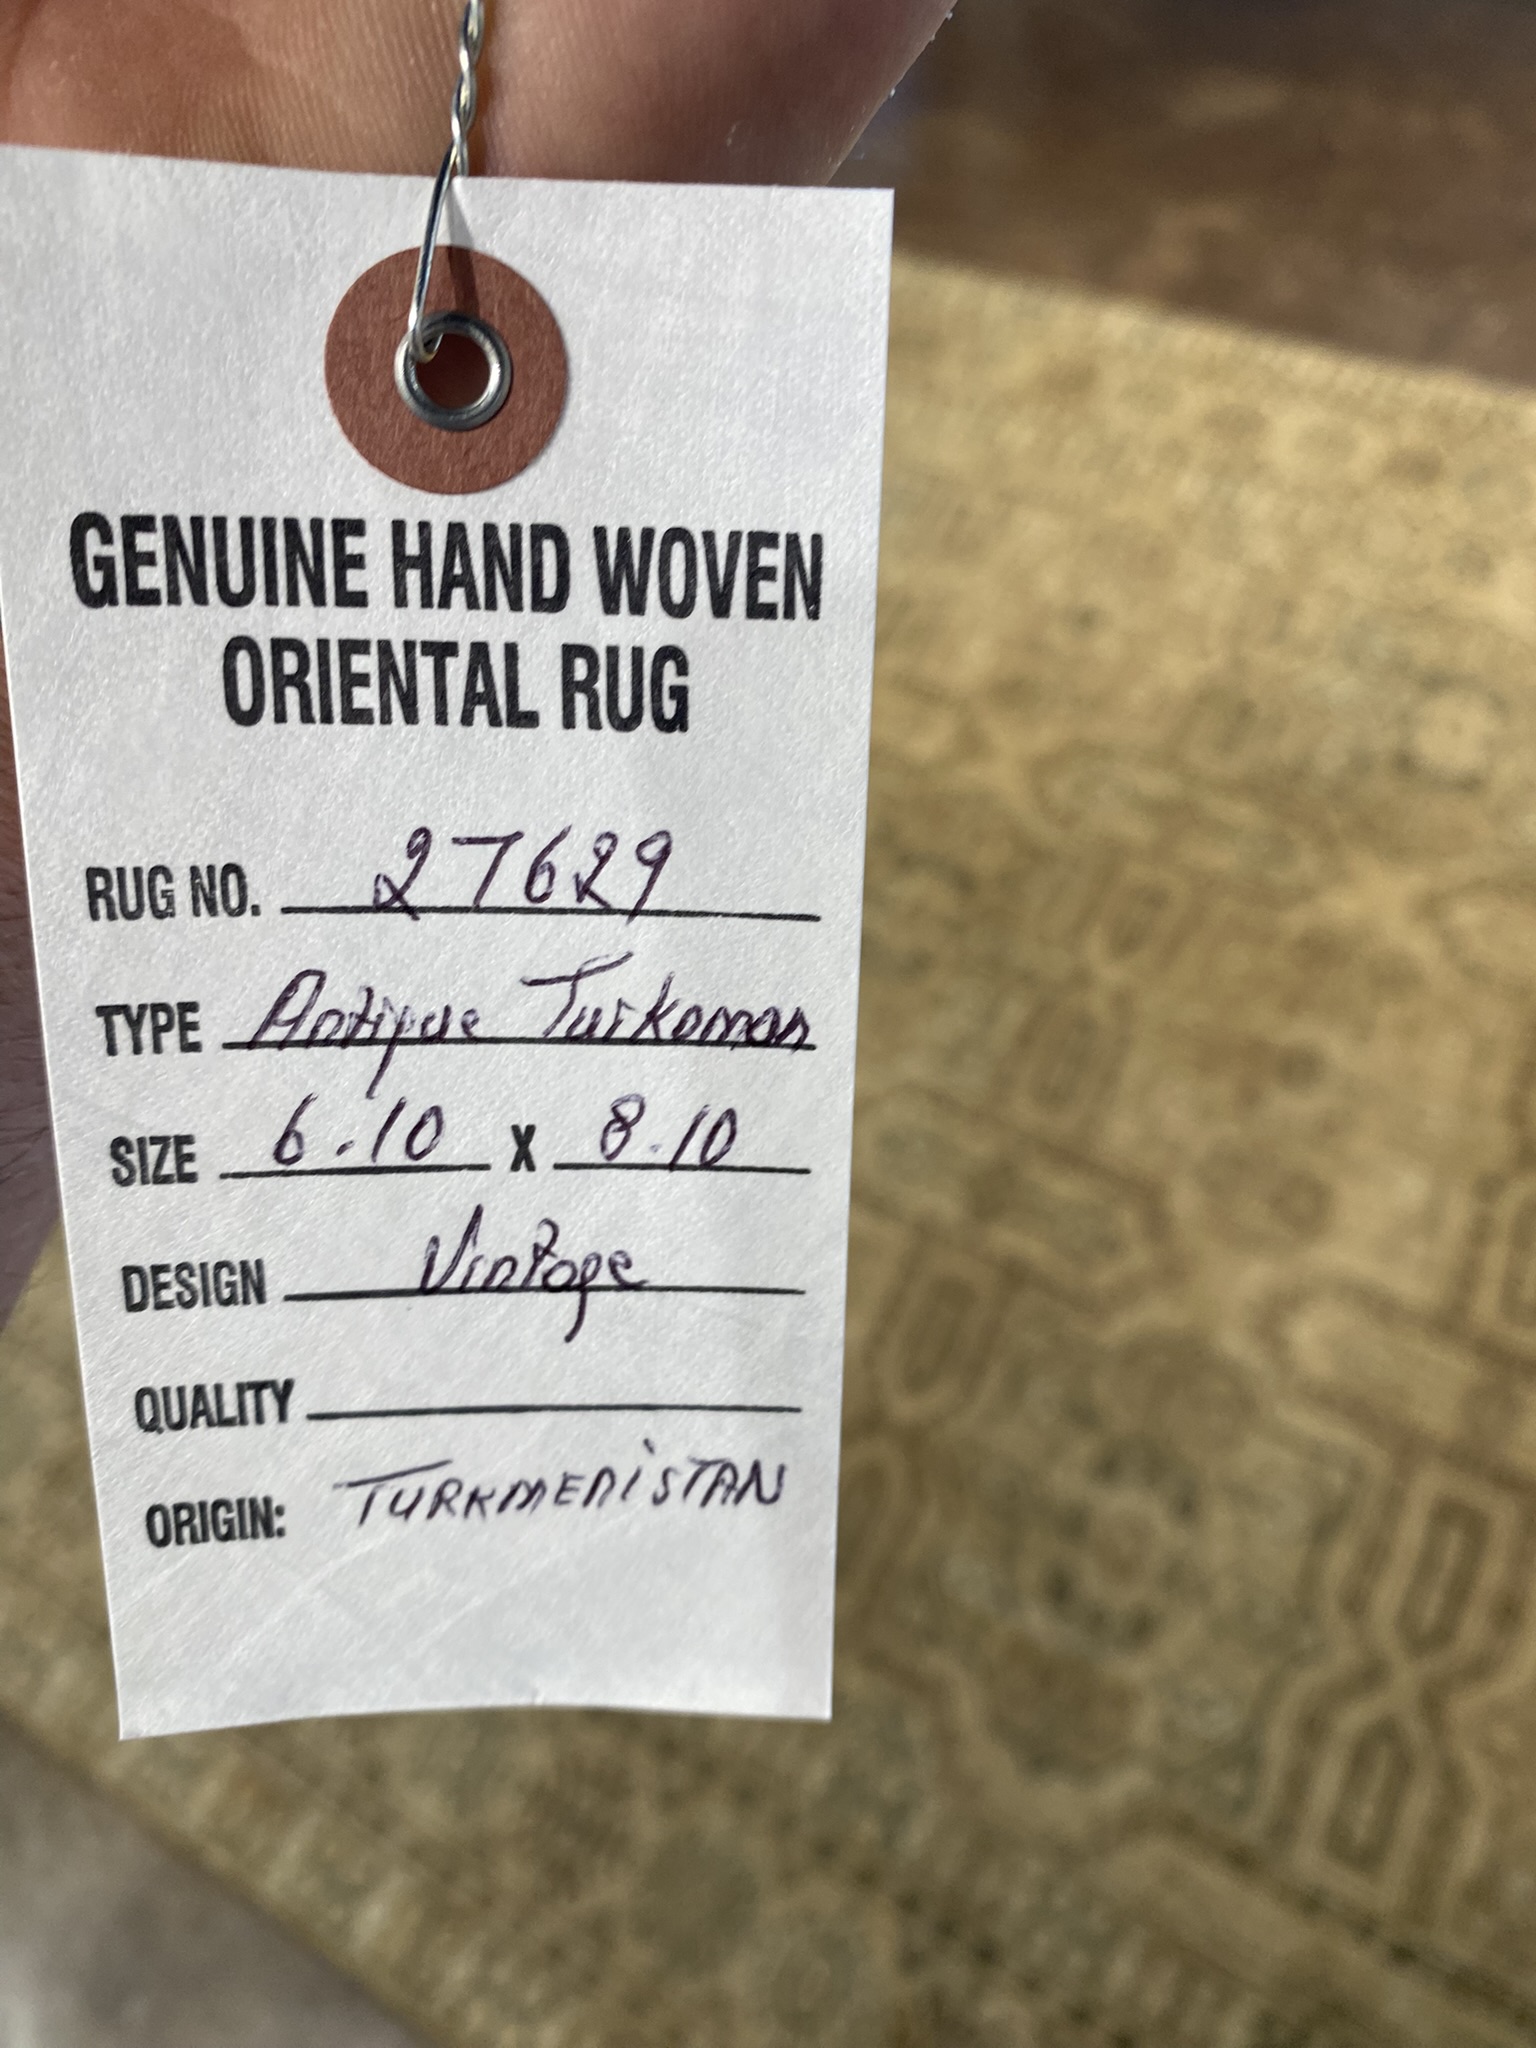 GENUINE HAND WOVEN
ORIENTAL RUG
RUG NO. 27629
TYPE Antique Turkoman
SIZE 6.10 X 8.10
DESIGN Vintage
QUALITY
ORIGIN: TURKMENISTAN